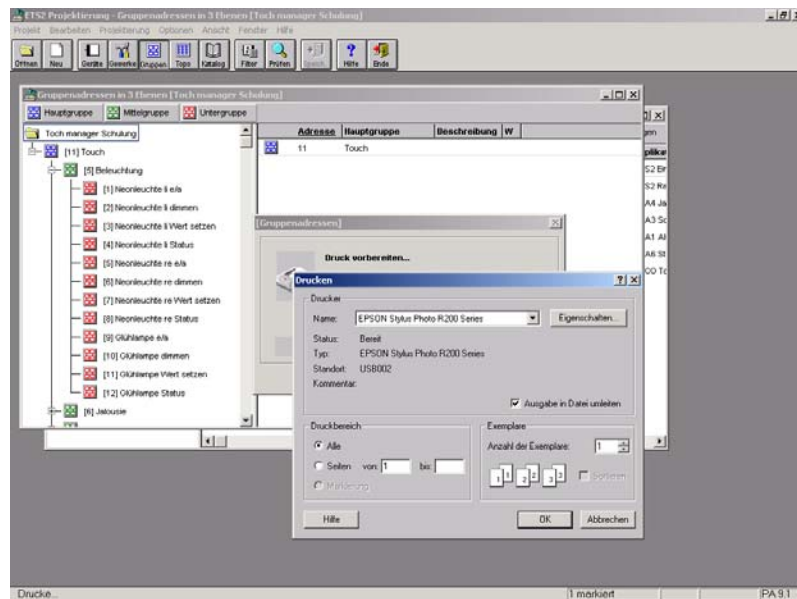 ETS2 Projektierung - Gruppenadressen in 3 Ebenen [Toch manager Schulung]
Projekt Bearbeiten Projektierung Optionen Ansicht Fenster Hilfe
Öffnen Neu Geräte Gewerke Gruppen Topo Katalog Filter Prüfen Speich. Hilfe Ende
Gruppenadressen in 3 Ebenen [Toch manager Schulung]
Hauptgruppe Mittelgruppe Untergruppe
Toch manager Schulung
Adresse Hauptgruppe Beschreibung W
11 Touch
[11] Touch
[5] Beleuchtung
[1] Neonleuchte li e/a
[2] Neonleuchte li dimmen
[3] Neonleuchte li Wert setzen
[4] Neonleuchte li Status
[5] Neonleuchte re e/a
[6] Neonleuchte re dimmen
[7] Neonleuchte re Wert setzen
[8] Neonleuchte re Status
[9] Glühlampe e/a
[10] Glühlampe dimmen
[11] Glühlampe Wert setzen
[12] Glühlampe Status
[6] Jalousie
[Gruppenadressen]
Druck vorbereiten...
Drucken
Drucker
Name: EPSON Stylus Photo R200 Series Eigenschaften...
Status: Bereit
Typ: EPSON Stylus Photo R200 Series
Standort: USB002
Kommentar:
Ausgabe in Datei umleiten
Druckbereich
Alle
Seiten von: 1 bis:
Markierung
Exemplare
Anzahl der Exemplare: 1
1 1 2 2 3 3
Sortieren
Hilfe OK Abbrechen
Drucke... 1 markiert PA 9.1